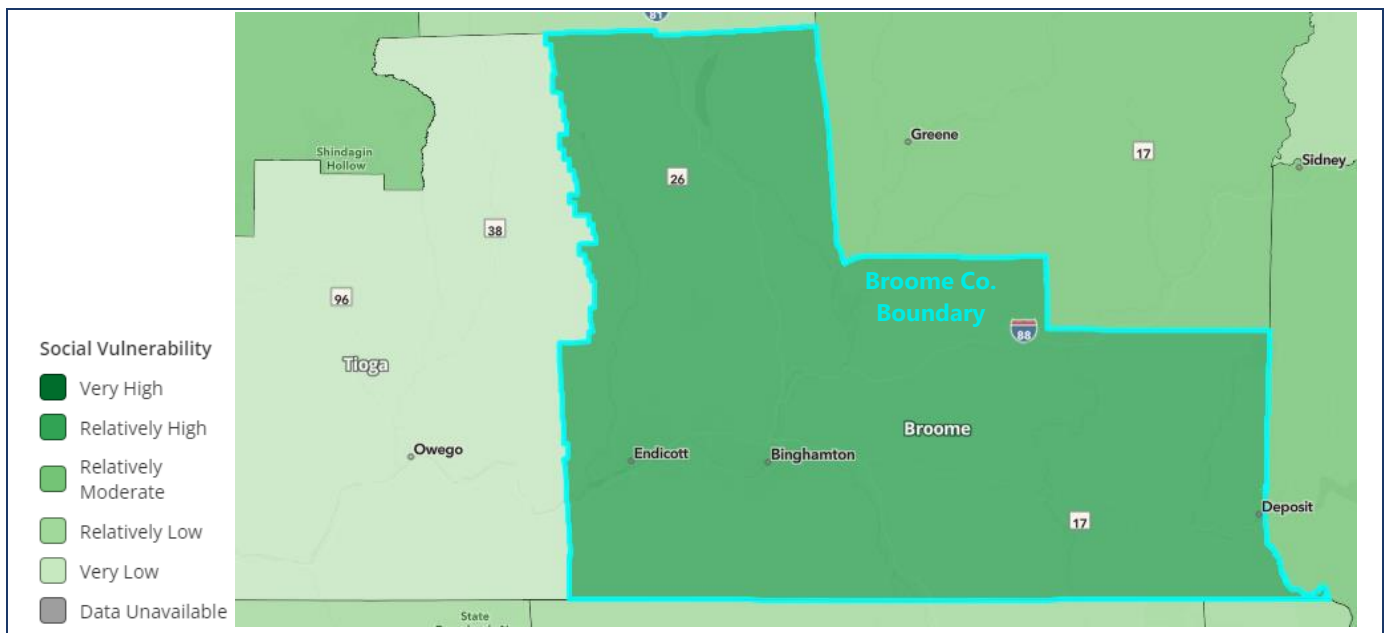 81
Greene
Shindagin
Hollow
17
Sidney
26
38
Broome Co.
Boundary
96
88
Social Vulnerability
Tioga
Very High
Relatively High
Broome
Owego
Endicott
Binghamton
Relatively
Moderate
Deposit
17
Relatively Low
Very Low
Data Unavailable
State